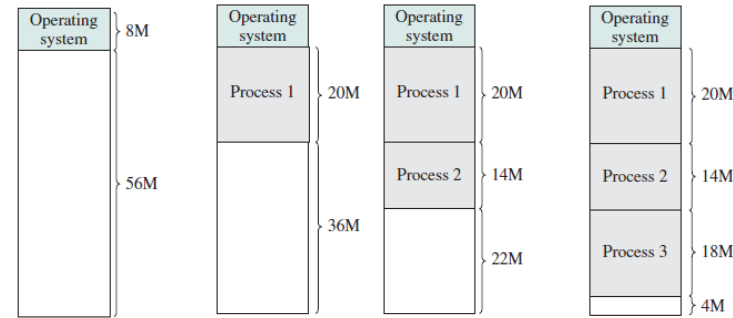 Operating
system
8M
56M
Operating
system
Process 1
20M
36M
Operating
system
Process 1
20M
Process 2
14M
22M
Operating
system
Process 1
20M
Process 2
14M
Process 3
18M
4M